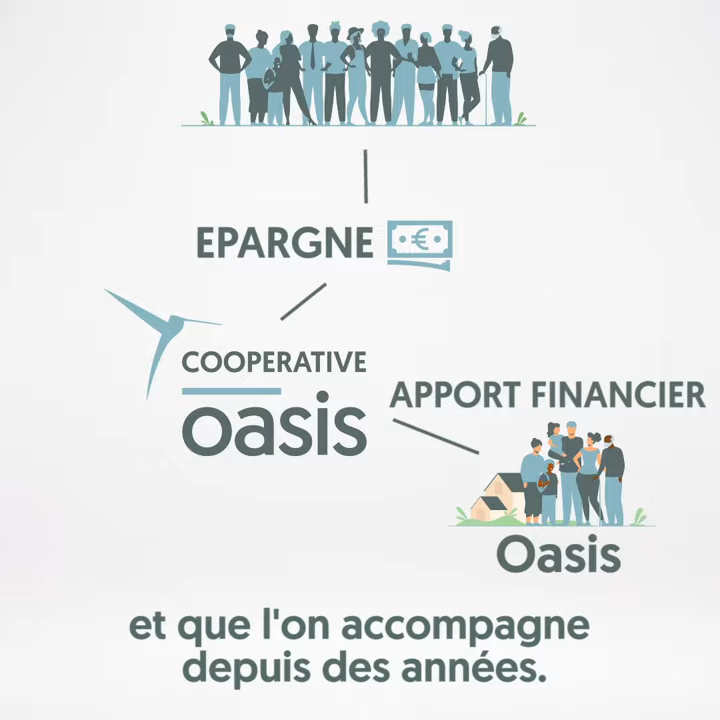 EPARGNE
COOPERATIVE
oasis
APPORT FINANCIER
Oasis
et que l'on accompagne
depuis des années.